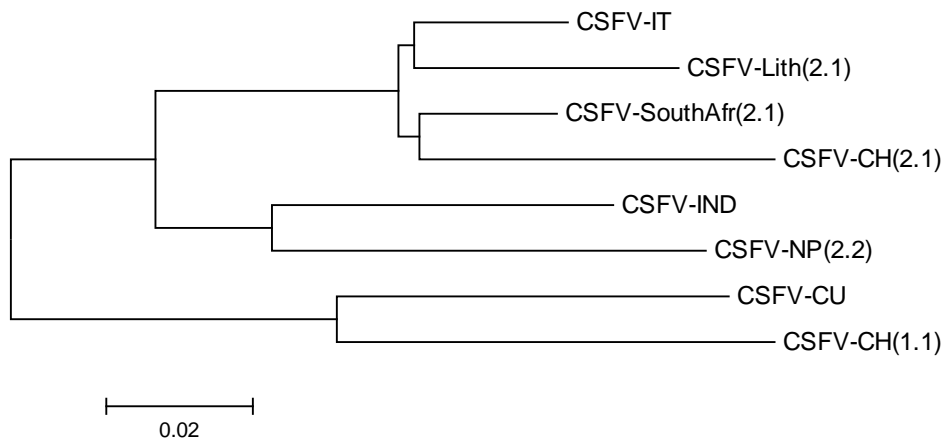 CSFV-IT
CSFV-Lith(2.1)
CSFV-SouthAfr(2.1)
CSFV-CH(2.1)
CSFV-IND
CSFV-NP(2.2)
CSFV-CU
CSFV-CH(1.1)
0.02